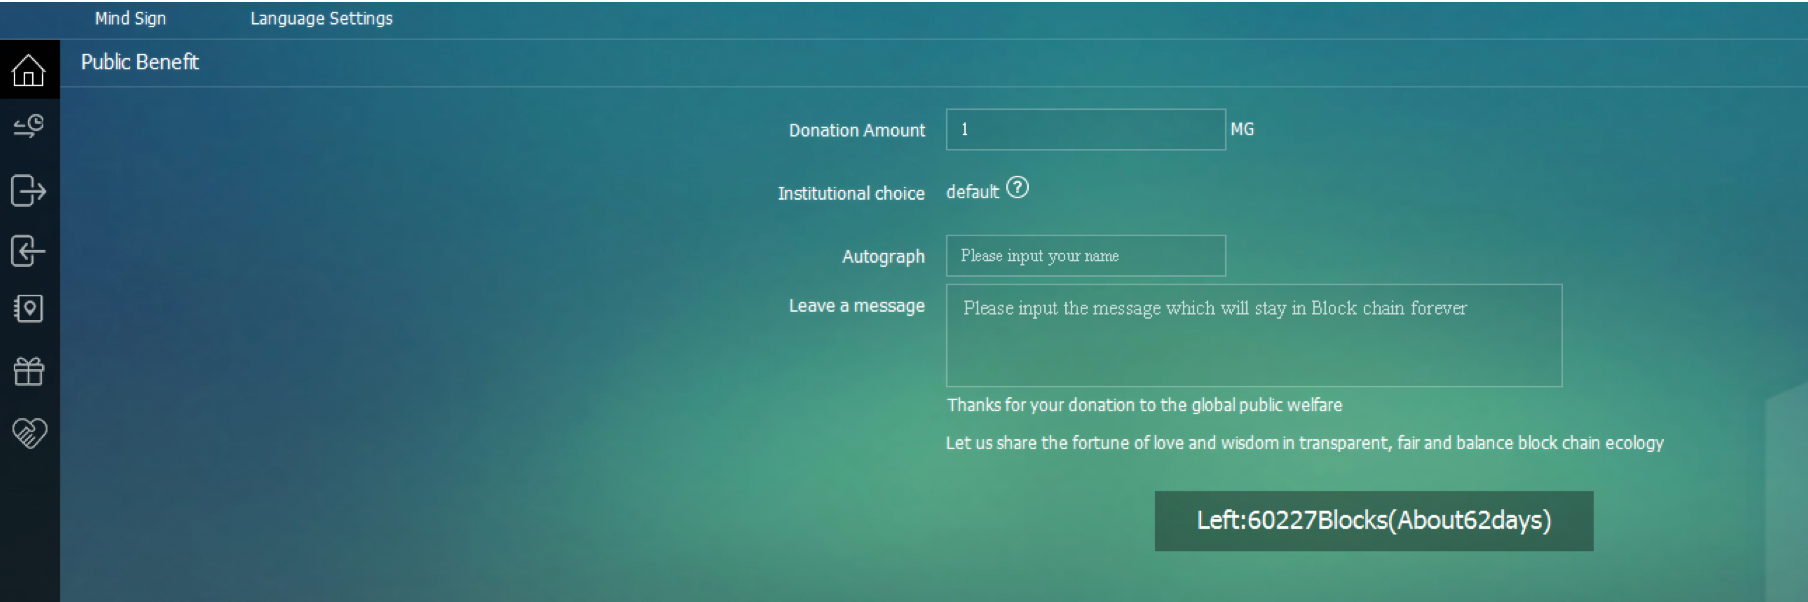 Mind Sign
Language Settings
Public Benefit
Donation Amount
1
MG
Institutional choice
default ?
Autograph
Please input your name
Leave a message
Please input the message which will stay in Block chain forever
Thanks for your donation to the global public welfare
Let us share the fortune of love and wisdom in transparent, fair and balance block chain ecology
Left:60227Blocks(About62days)